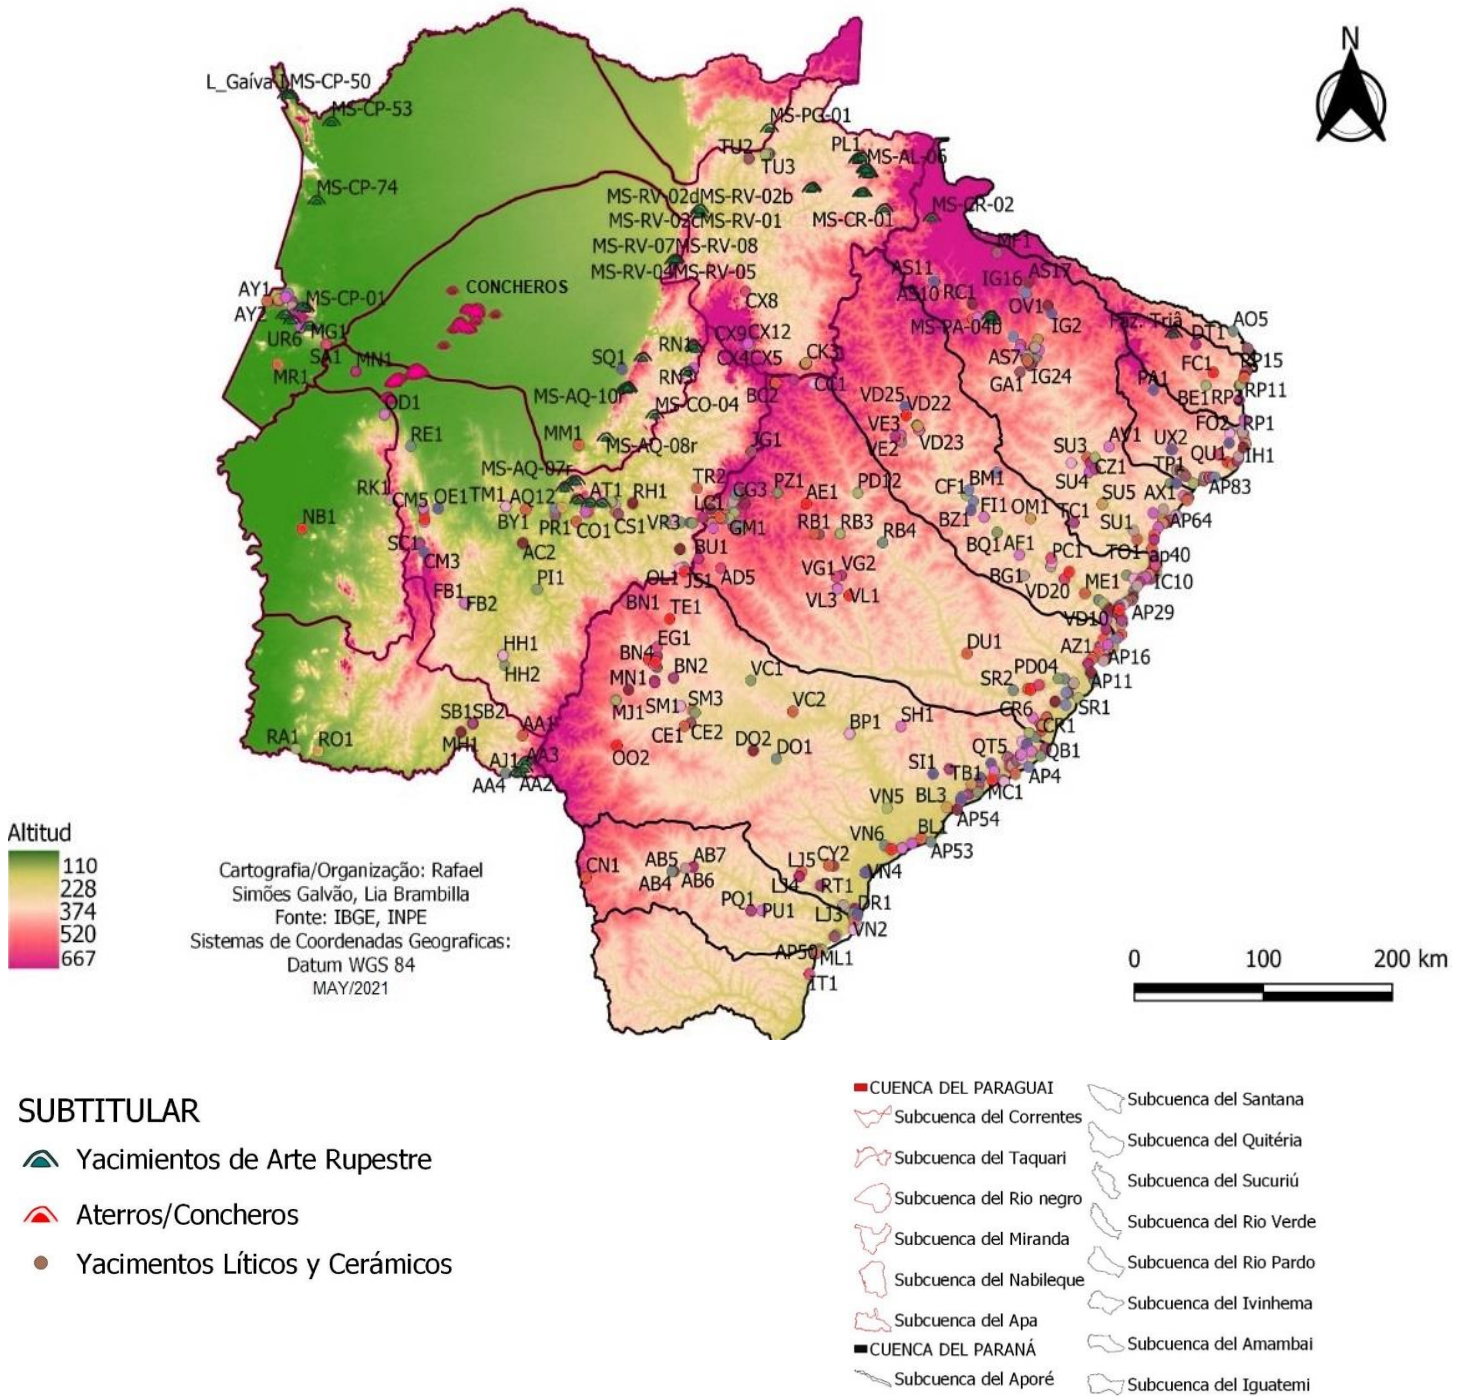 N
L_Gaíva 1 MS-CP-50
MS-CP-53
MS-PG-01
TU2
TU3
PL1
MS-AL-06
MS-CP-74
MS-RV-02d MS-RV-02b
MS-RV-02c MS-RV-01
MS-CR-01
MS-CR-02
MS-RV-07 MS-RV-08
MS-RV-04 MS-RV-05
MF1
AS11
IG16
AS17
AY1
MS-CP-01
CONCHEROS
CX8
AS10
RC1
OV1
AY2
MS-PA-04b
IG2
Faz. Triâ
DT1
AO5
UR6
MG1
RN1
CX9
CX12
SA1
MN1
SQ1
CX4
CX5
CK3
AS7
FC1
RP15
MR1
RN3
BC2
CC1
GA1
IG24
PA1
BE1
RP3
RP11
MS-AQ-10r
MS-CO-04
VD25
VD22
OD1
VE3
FO2
RP1
RE1
MM1
MS-AQ-08r
JG1
VE2
VD23
SU3
AV1
UX2
QU1
IH1
MS-AQ-07r
CZ1
TP1
RK1
TR2
PZ1
PD12
CF1
BM1
SU4
AP83
CM5
OE1
TM1
AQ12
AT1
RH1
LC1
CG3
AE1
FI1
SU5
AX1
NB1
BY1
PR1
CO1
CS1
VR3
GM1
RB1
RB3
BZ1
OM1
TC1
SU1
AP64
SC1
CM3
AC2
BU1
RB4
BQ1
AF1
PC1
TO1
ap40
PI1
OL1
JS1
AD5
VG1
VG2
BG1
VD20
ME1
IC10
FB1
FB2
BN1
TE1
VL3
VL1
VD10
AP29
HH1
EG1
DU1
AZ1
AP16
HH2
BN4
MN1
BN2
VC1
SR2
PD04
AP11
SB1
SB2
MJ1
SM1
SM3
VC2
BP1
SH1
CR6
SR1
RA1
RO1
MH1
AA1
CE1
CE2
DO2
DO1
CR1
AJ1
AA3
OO2
QT5
QB1
AA4
AA2
SI1
TB1
AP4
VN5
BL3
MC1
AP54
VN6
BL1
AP53
CN1
AB5
AB7
LJ5
CY2
VN4
AB4
AB6
LJ4
RT1
PQ1
PU1
LJ3
DR1
VN2
AP50
ML1
IT1
Altitud
110
228
374
520
667
Cartografia/Organização: Rafael
Simões Galvão, Lia Brambilla
Fonte: IBGE, INPE
Sistemas de Coordenadas Geograficas:
Datum WGS 84
MAY/2021
0 100 200 km
SUBTITULAR
Yacimientos de Arte Rupestre
Aterros/Concheros
Yacimentos Líticos y Cerámicos
CUENCA DEL PARAGUAI
Subcuenca del Correntes
Subcuenca del Taquari
Subcuenca del Rio negro
Subcuenca del Miranda
Subcuenca del Nabileque
Subcuenca del Apa
CUENCA DEL PARANÁ
Subcuenca del Aporé
Subcuenca del Santana
Subcuenca del Quitéria
Subcuenca del Sucuriú
Subcuenca del Rio Verde
Subcuenca del Rio Pardo
Subcuenca del Ivinhema
Subcuenca del Amambai
Subcuenca del Iguatemi